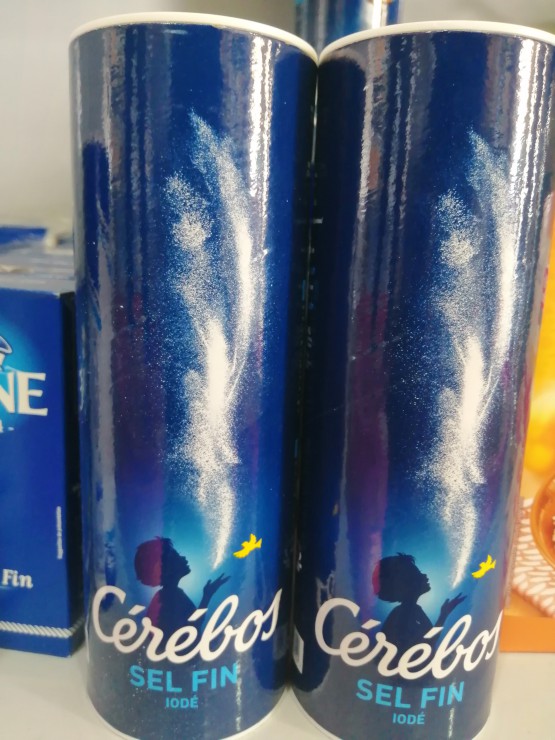 NE
Fin
Cérébos
SEL FIN
IODÉ
Cérébos
SEL FIN
IODÉ